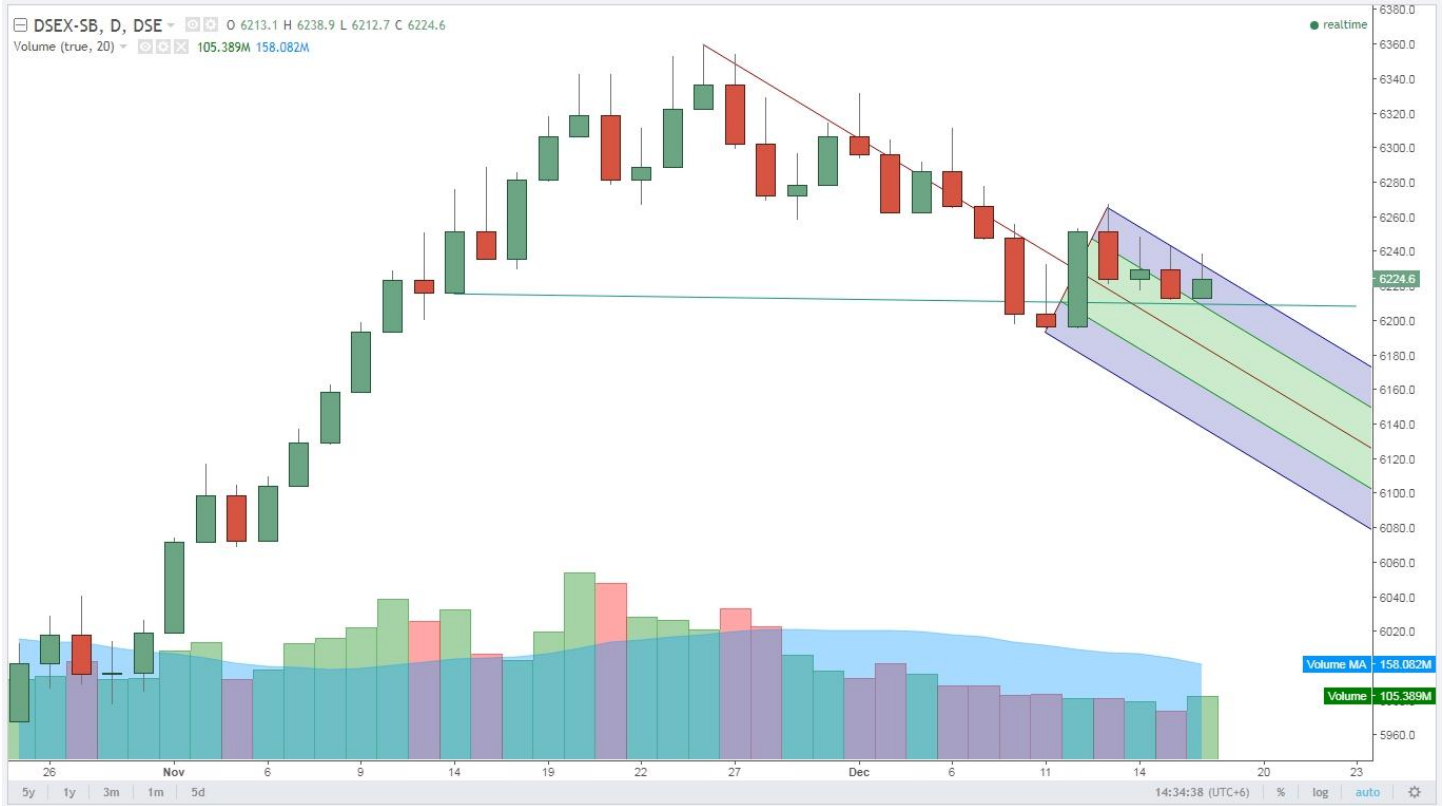 DSEX-SB, D, DSE O 6213.1 H 6238.9 L 6212.7 C 6224.6
Volume (true, 20) 105.389M 158.082M
realtime
6380.0
6360.0
6340.0
6320.0
6300.0
6280.0
6260.0
6240.0
6224.6
6200.0
6180.0
6160.0
6140.0
6120.0
6100.0
6080.0
6060.0
6040.0
6020.0
Volume MA 158.082M
Volume 105.389M
5960.0
26 Nov 6 9 14 19 22 27 Dec 6 11 14 20 23
5y 1y 3m 1m 5d 14:34:38 (UTC+6) % log auto